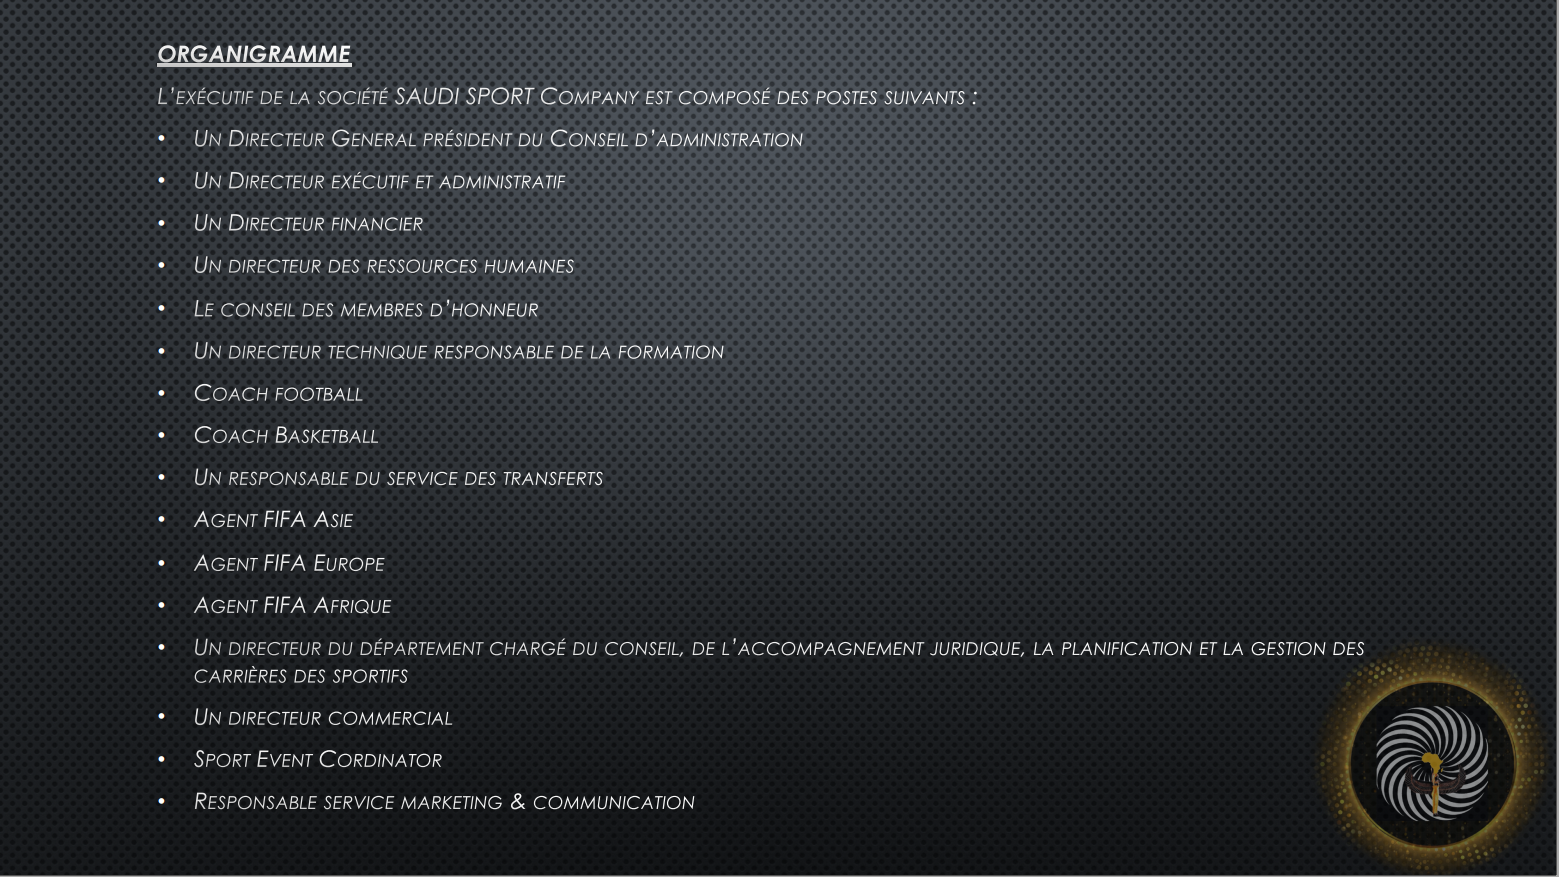 ORGANIGRAMME
L'exécutif de la société SAUDI SPORT Company est composé des postes suivants :
• Un Directeur General président du Conseil d'administration
• Un Directeur exécutif et administratif
• Un Directeur financier
• Un directeur des ressources humaines
• Le conseil des membres d'honneur
• Un directeur technique responsable de la formation
• Coach football
• Coach Basketball
• Un responsable du service des transferts
• Agent FIFA Asie
• Agent FIFA Europe
• Agent FIFA Afrique
• Un directeur du département chargé du conseil, de l'accompagnement juridique, la planification et la gestion des
carrières des sportifs
• Un directeur commercial
• Sport Event Cordinator
• Responsable service marketing & communication